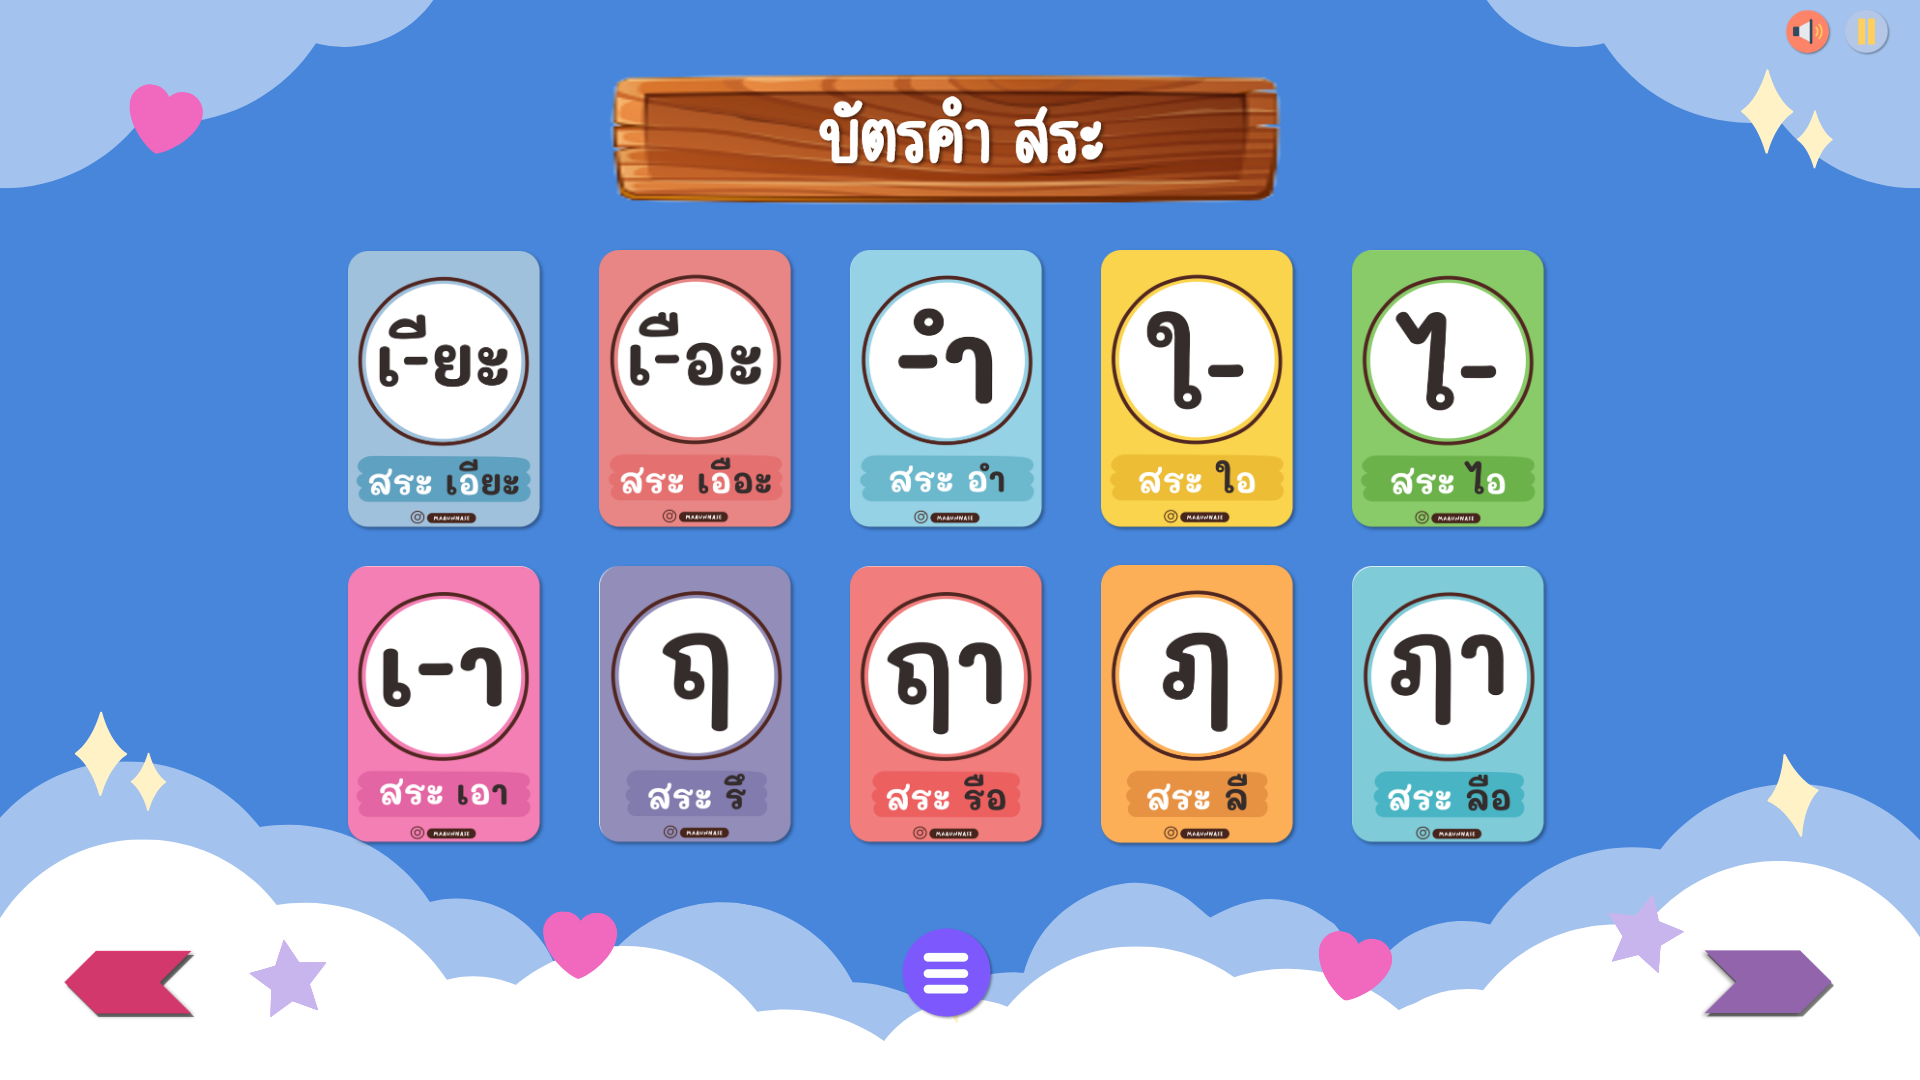 บัตรคำ สระ
เ-ียะ
เ-ือะ
-ำ
ใ-
ไ-
สระ เอียะ
สระ เอือะ
สระ อำ
สระ ใอ
สระ ไอ
เ-า
ฤ
ฤา
ฦ
ฦา
สระ เอา
สระ รึ
สระ รือ
สระ ลึ
สระ ลือ